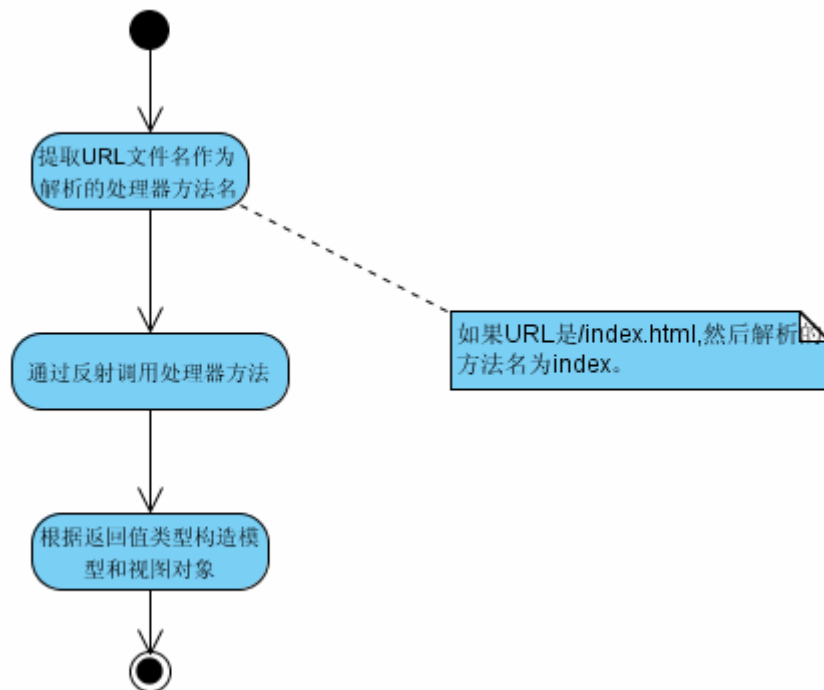 提取URL文件名作为
解析的处理器方法名
如果URL是/index.html,然后解析的
方法名为index。
通过反射调用处理器方法
根据返回值类型构造模
型和视图对象